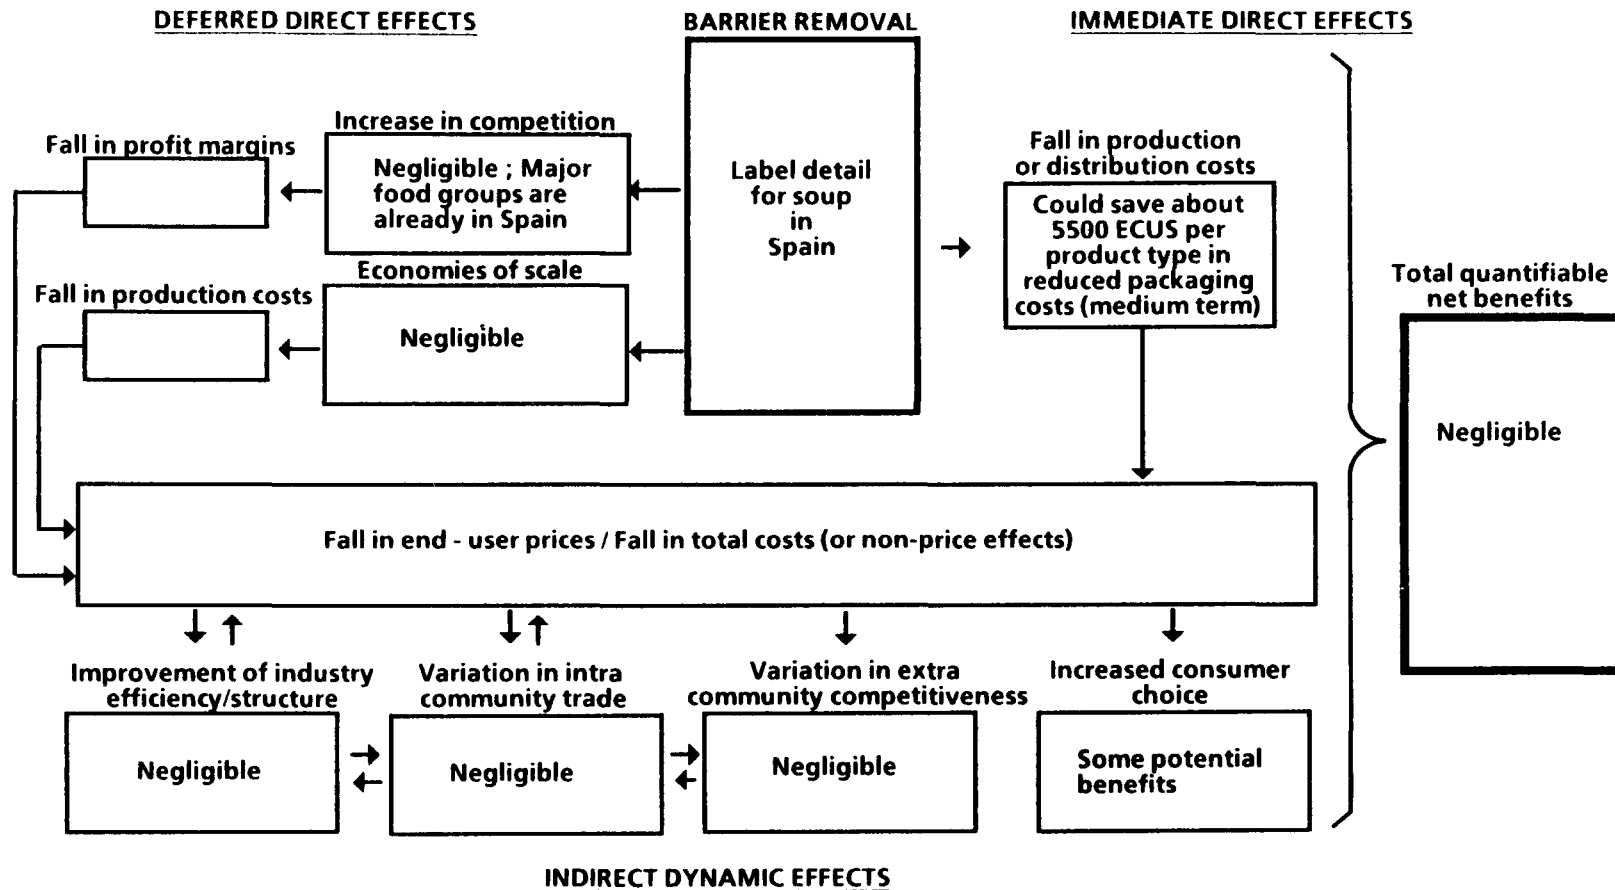 DEFERRED DIRECT EFFECTS
BARRIER REMOVAL
IMMEDIATE DIRECT EFFECTS
Increase in competition
Fall in profit margins
Negligible ; Major
food groups are
already in Spain
Label detail
for soup
in
Spain
Fall in production
or distribution costs
Could save about
5500 ECUS per
product type in
reduced packaging
costs (medium term)
Economies of scale
Fall in production costs
Negligible
Total quantifiable
net benefits
Negligible
Fall in end - user prices / Fall in total costs (or non-price effects)
Improvement of industry
efficiency/structure
Negligible
Variation in intra
community trade
Negligible
Variation in extra
community competitiveness
Negligible
Increased consumer
choice
Some potential
benefits
INDIRECT DYNAMIC EFFECTS